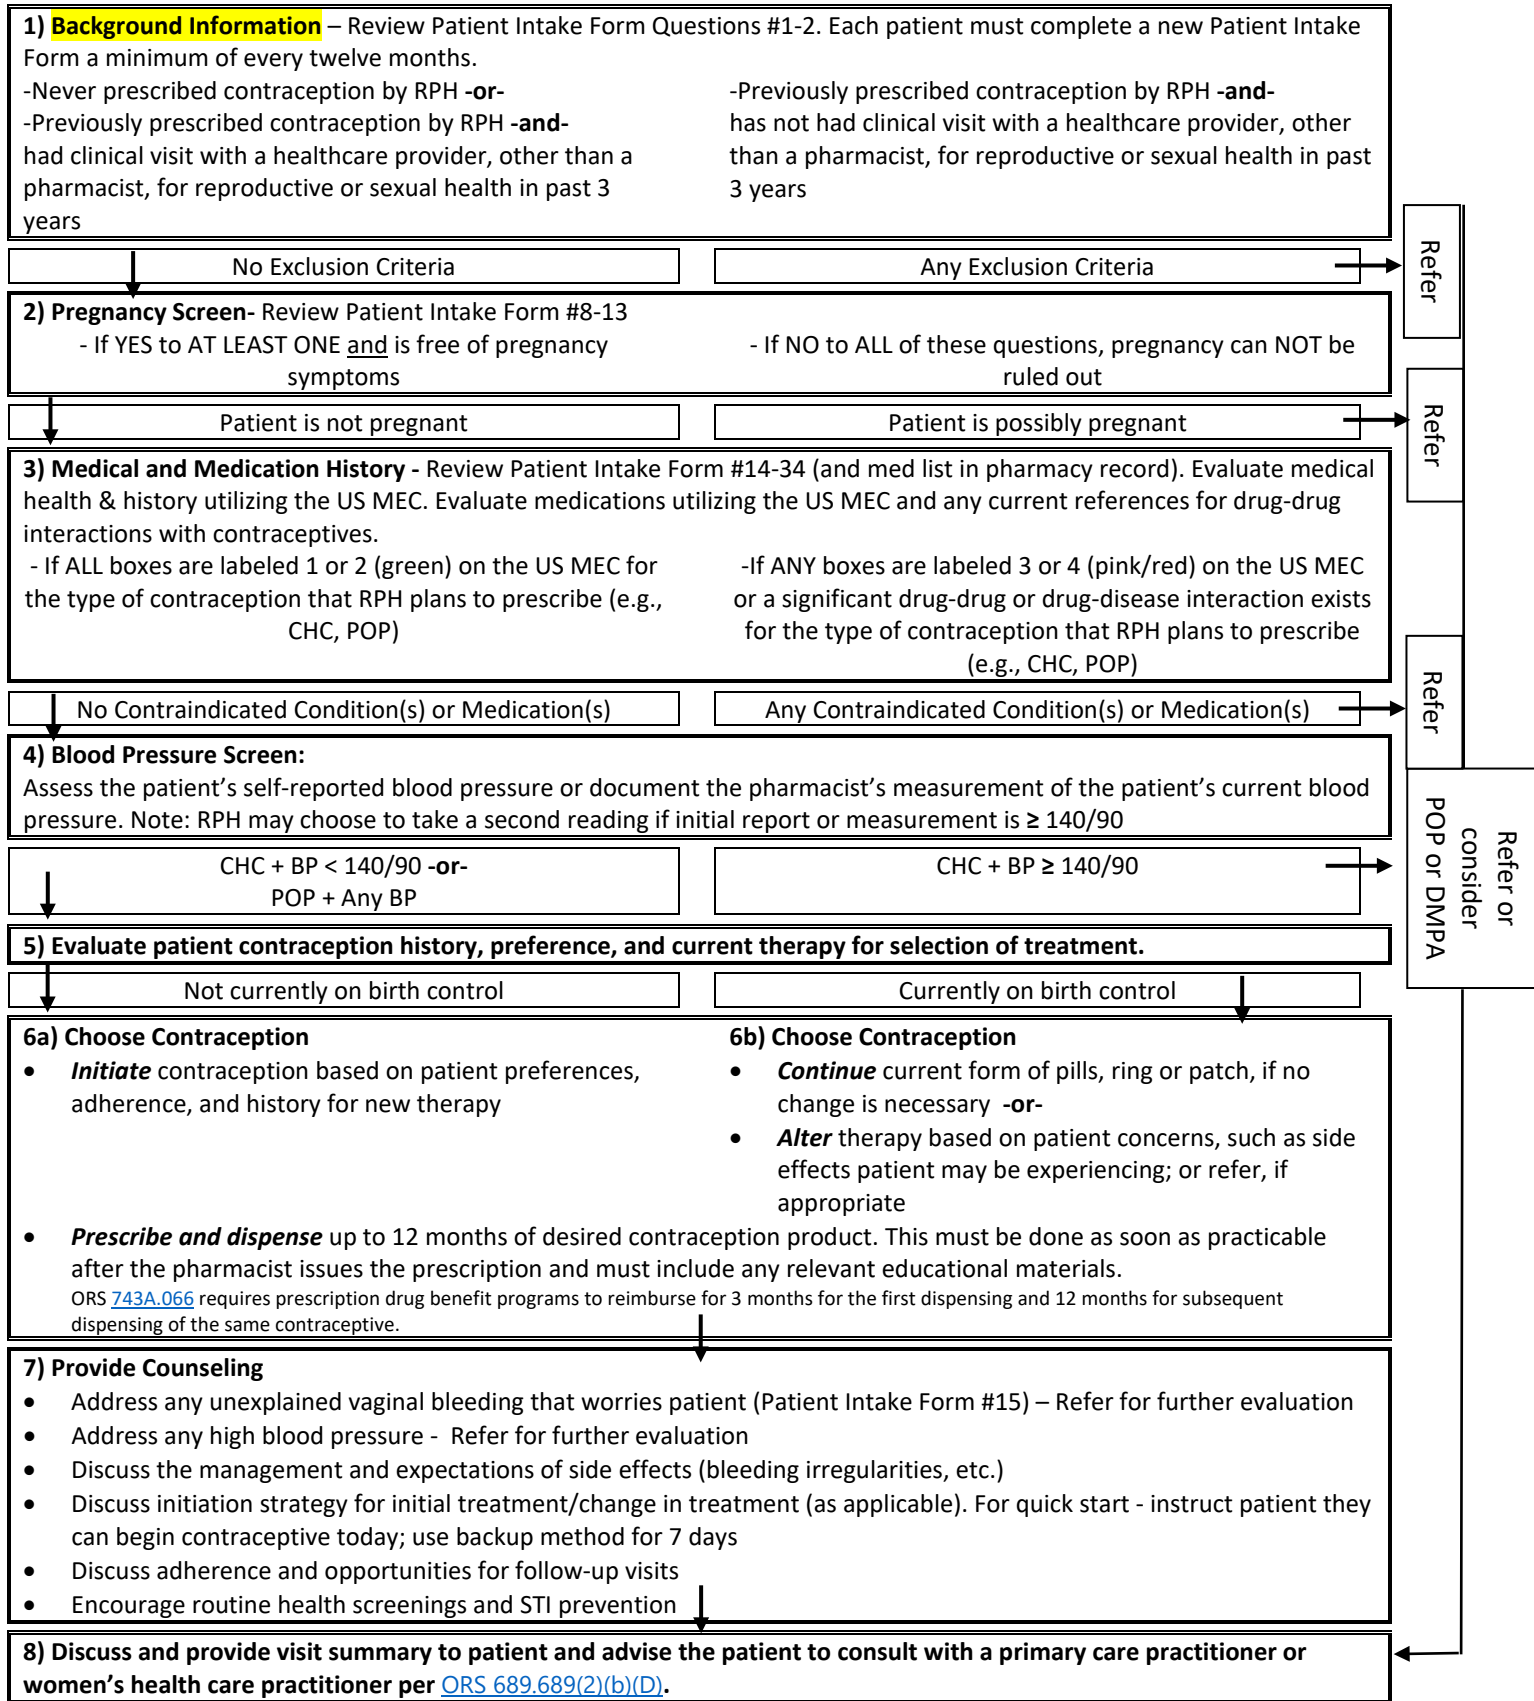 1) Background Information – Review Patient Intake Form Questions #1-2. Each patient must complete a new Patient Intake
Form a minimum of every twelve months.
-Never prescribed contraception by RPH -or-
-Previously prescribed contraception by RPH -and-
had clinical visit with a healthcare provider, other than a
pharmacist, for reproductive or sexual health in past 3
years
-Previously prescribed contraception by RPH -and-
has not had clinical visit with a healthcare provider, other
than a pharmacist, for reproductive or sexual health in past
3 years
No Exclusion Criteria
Any Exclusion Criteria
Refer
2) Pregnancy Screen- Review Patient Intake Form #8-13
- If YES to AT LEAST ONE and is free of pregnancy
symptoms
- If NO to ALL of these questions, pregnancy can NOT be
ruled out
Patient is not pregnant
Patient is possibly pregnant
Refer
3) Medical and Medication History - Review Patient Intake Form #14-34 (and med list in pharmacy record). Evaluate medical
health & history utilizing the US MEC. Evaluate medications utilizing the US MEC and any current references for drug-drug
interactions with contraceptives.
- If ALL boxes are labeled 1 or 2 (green) on the US MEC for
the type of contraception that RPH plans to prescribe (e.g.,
CHC, POP)
-If ANY boxes are labeled 3 or 4 (pink/red) on the US MEC
or a significant drug-drug or drug-disease interaction exists
for the type of contraception that RPH plans to prescribe
(e.g., CHC, POP)
No Contraindicated Condition(s) or Medication(s)
Any Contraindicated Condition(s) or Medication(s)
Refer
4) Blood Pressure Screen:
Assess the patient’s self-reported blood pressure or document the pharmacist’s measurement of the patient’s current blood
pressure. Note: RPH may choose to take a second reading if initial report or measurement is ≥ 140/90
CHC + BP < 140/90 -or-
POP + Any BP
CHC + BP ≥ 140/90
Refer or
consider
POP or DMPA
5) Evaluate patient contraception history, preference, and current therapy for selection of treatment.
Not currently on birth control
Currently on birth control
6a) Choose Contraception
• Initiate contraception based on patient preferences,
adherence, and history for new therapy
6b) Choose Contraception
• Continue current form of pills, ring or patch, if no
change is necessary -or-
• Alter therapy based on patient concerns, such as side
effects patient may be experiencing; or refer, if
appropriate
• Prescribe and dispense up to 12 months of desired contraception product. This must be done as soon as practicable
after the pharmacist issues the prescription and must include any relevant educational materials.
ORS 743A.066 requires prescription drug benefit programs to reimburse for 3 months for the first dispensing and 12 months for subsequent
dispensing of the same contraceptive.
7) Provide Counseling
• Address any unexplained vaginal bleeding that worries patient (Patient Intake Form #15) – Refer for further evaluation
• Address any high blood pressure - Refer for further evaluation
• Discuss the management and expectations of side effects (bleeding irregularities, etc.)
• Discuss initiation strategy for initial treatment/change in treatment (as applicable). For quick start - instruct patient they
can begin contraceptive today; use backup method for 7 days
• Discuss adherence and opportunities for follow-up visits
• Encourage routine health screenings and STI prevention
8) Discuss and provide visit summary to patient and advise the patient to consult with a primary care practitioner or
women’s health care practitioner per ORS 689.689(2)(b)(D).